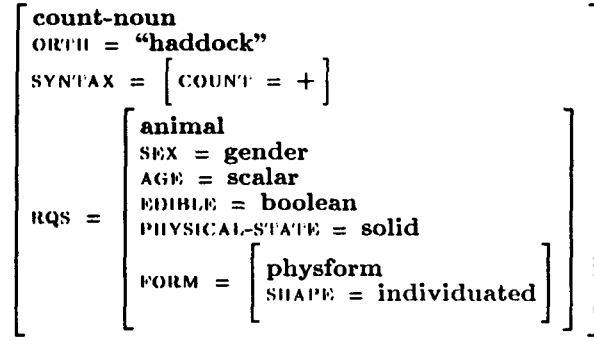 count-noun
ORTH = “haddock”
SYNTAX = [ COUNT = + ]
animal
SEX = gender
AGE = scalar
EDIBLE = boolean
PHYSICAL-STATE = solid
RQS =
physform
FORM =
SHAPE = individuated